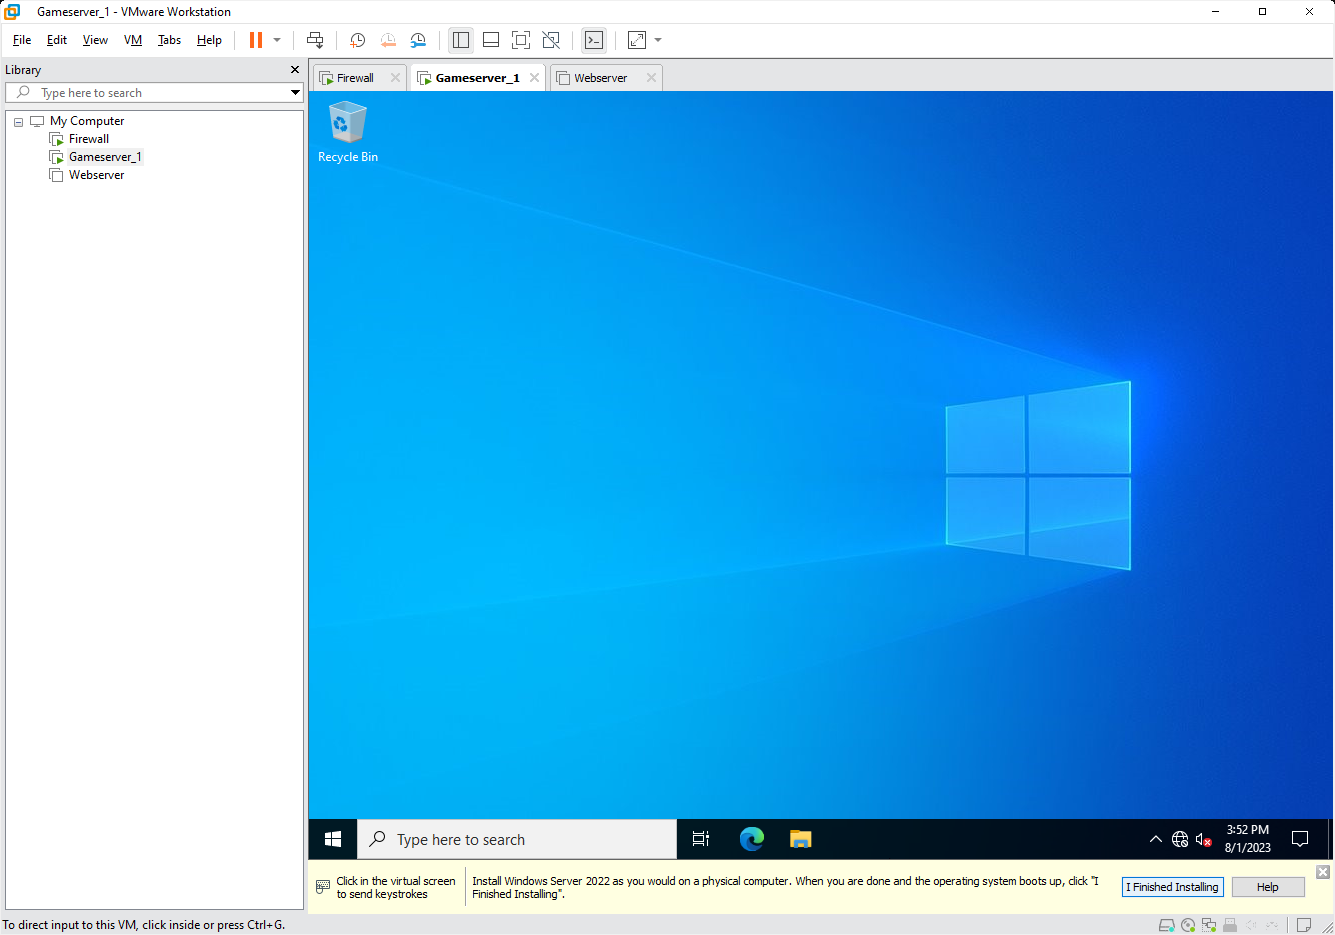 Gameserver_1 - VMware Workstation
File Edit View VM Tabs Help
Library
Type here to search
My Computer
Firewall
Gameserver_1
Webserver
Firewall
Gameserver_1
Webserver
Recycle Bin
Type here to search
3:52 PM
8/1/2023
Click in the virtual screen
to send keystrokes
Install Windows Server 2022 as you would on a physical computer. When you are done and the operating system boots up, click "I
Finished Installing".
I Finished Installing
Help
To direct input to this VM, click inside or press Ctrl+G.